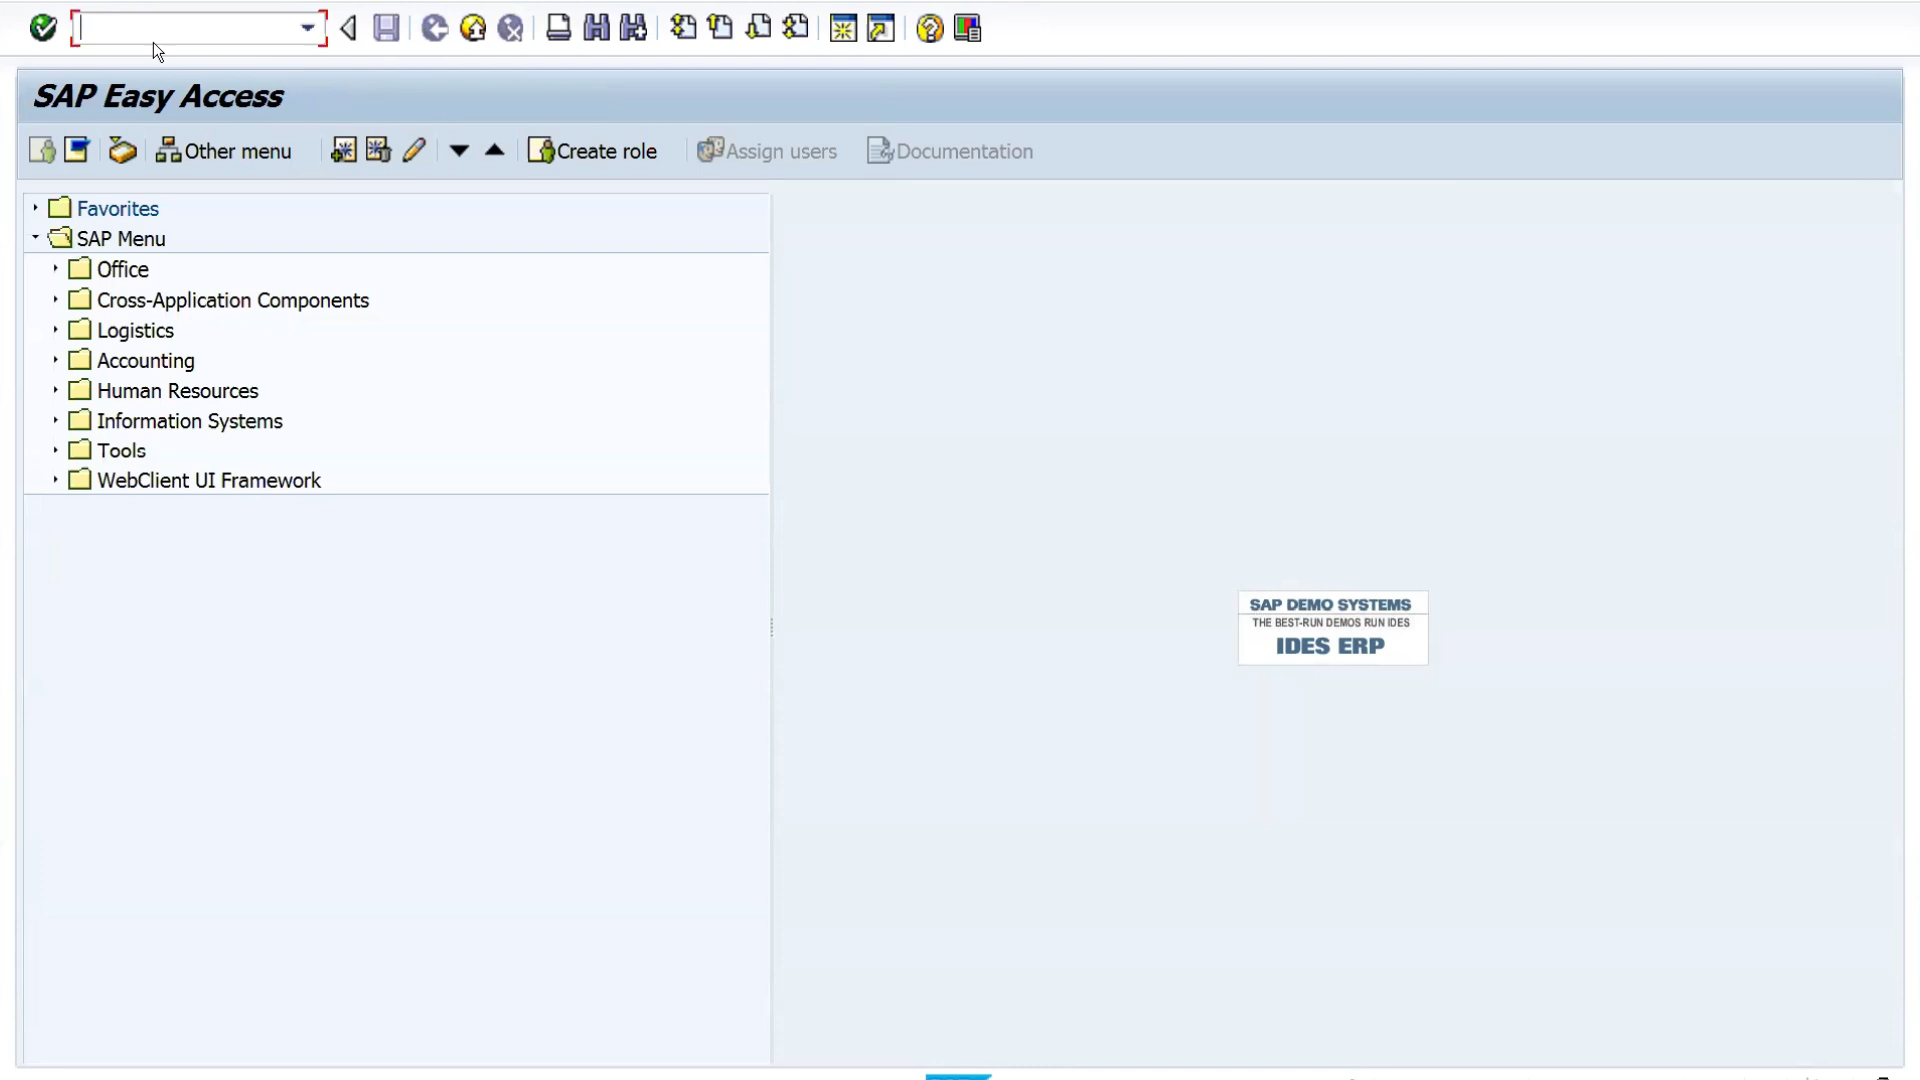 SAP Easy Access
Other menu
Create role
Assign users
Documentation
Favorites
SAP Menu
Office
Cross-Application Components
Logistics
Accounting
Human Resources
Information Systems
Tools
WebClient UI Framework
SAP DEMO SYSTEMS
THE BEST-RUN DEMOS RUN IDES
IDES ERP